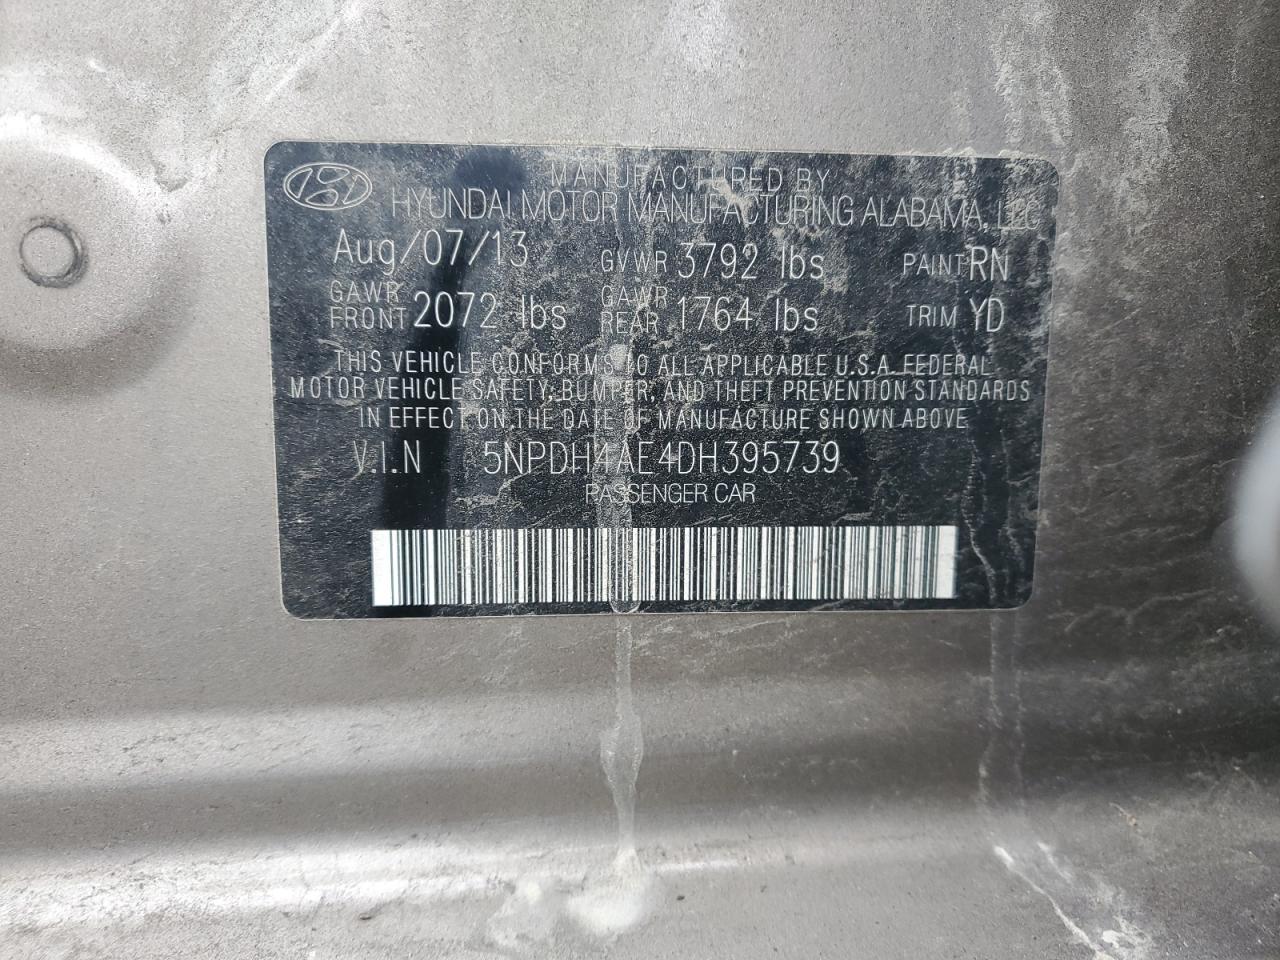 MANUFACTURED BY
HYUNDAI MOTOR MANUFACTURING ALABAMA, LLC
Aug/07/13 GVWR 3792 lbs PAINT RN
GAWR FRONT 2072 lbs GAWR REAR 1764 lbs TRIM YD
THIS VEHICLE CONFORMS TO ALL APPLICABLE U.S.A. FEDERAL
MOTOR VEHICLE SAFETY, BUMPER, AND THEFT PREVENTION STANDARDS
IN EFFECT ON THE DATE OF MANUFACTURE SHOWN ABOVE
V.I.N 5NPDH4AE4DH395739
PASSENGER CAR